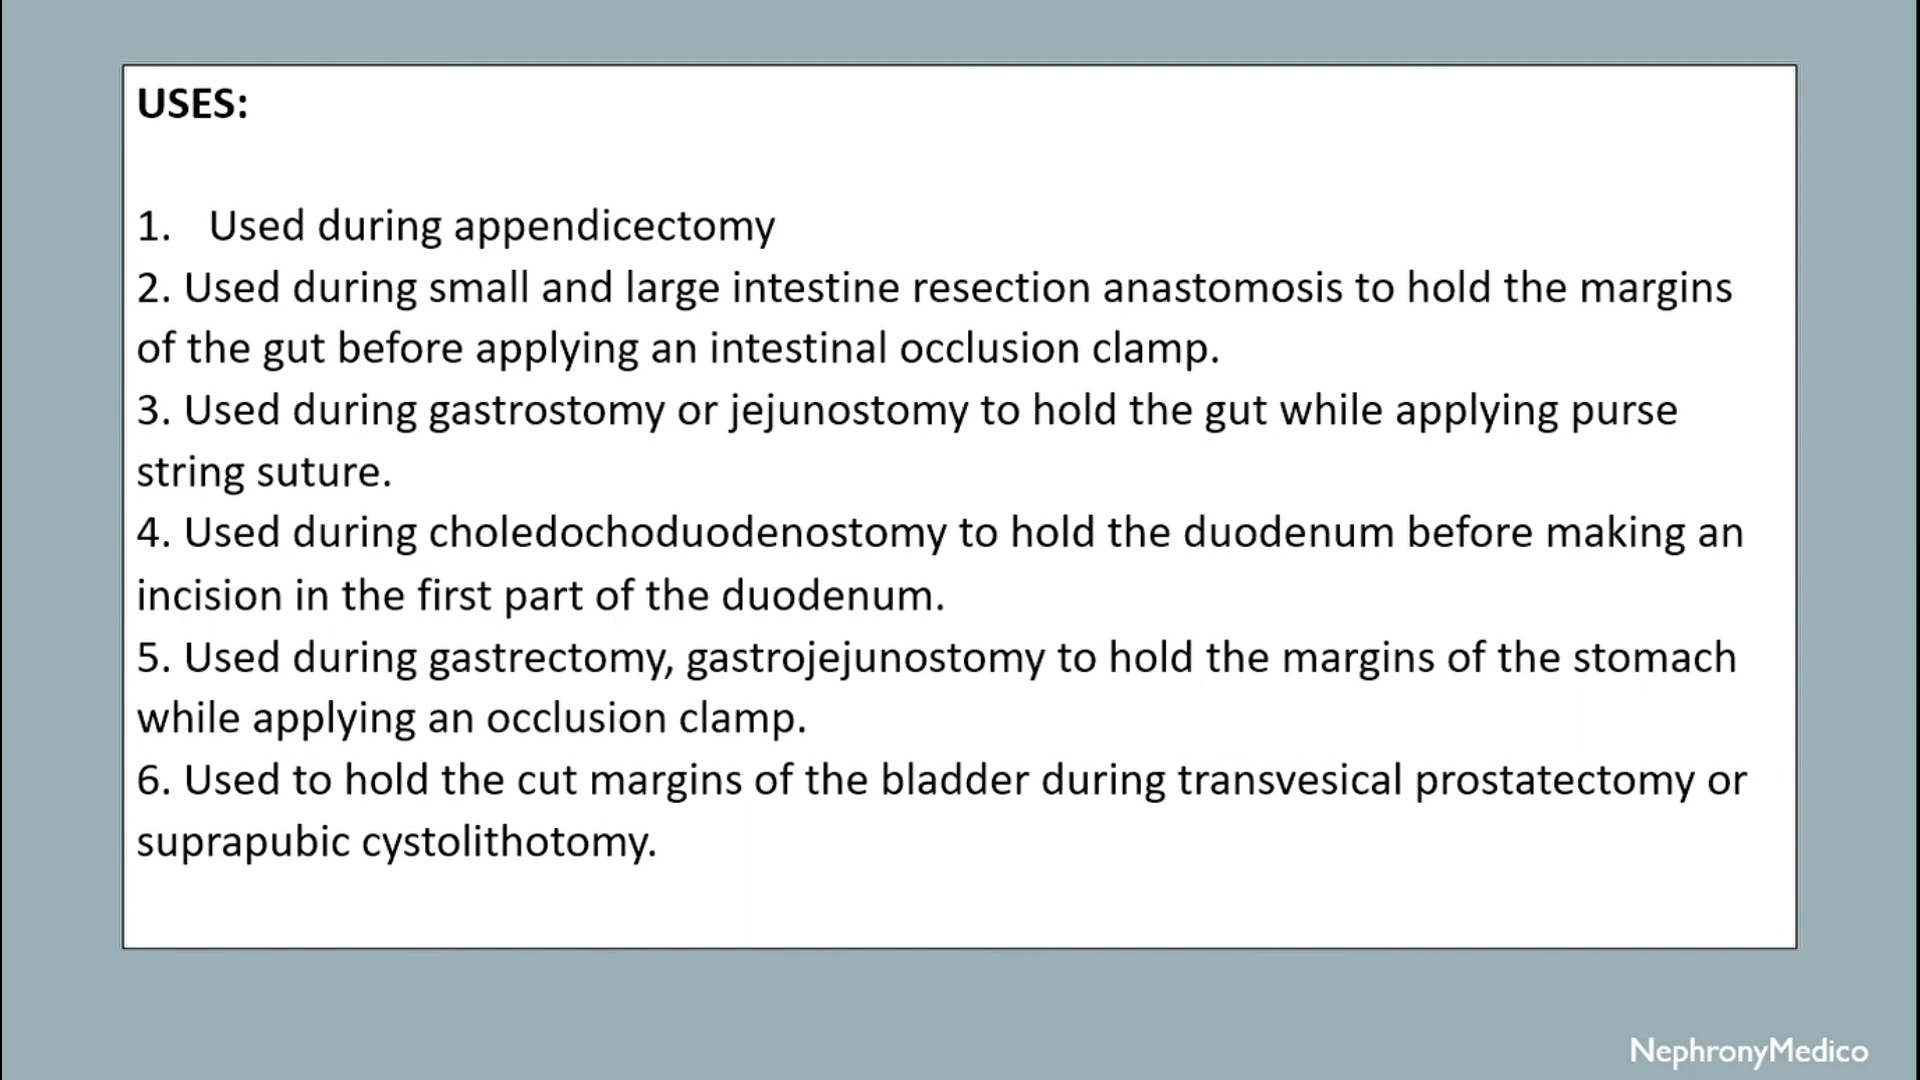 USES:
1. Used during appendicectomy
2. Used during small and large intestine resection anastomosis to hold the margins
of the gut before applying an intestinal occlusion clamp.
3. Used during gastrostomy or jejunostomy to hold the gut while applying purse
string suture.
4. Used during choledochoduodenostomy to hold the duodenum before making an
incision in the first part of the duodenum.
5. Used during gastrectomy, gastrojejunostomy to hold the margins of the stomach
while applying an occlusion clamp.
6. Used to hold the cut margins of the bladder during transvesical prostatectomy or
suprapubic cystolithotomy.
NephronyMedico